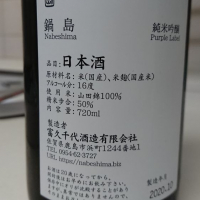 鍋島
Nabeshima
純米吟醸
Purple Label
品目:日本酒
原材料名:米(国産)、米麹(国産米)
アルコール分:16度
使用米:山田錦100%
精米歩合:50%
内容量:720ml
製造者
富久千代酒造有限会社
佐賀県鹿島市浜町1244番地1
TEL 0954-62-3727
URL https://nabeshima.biz
製造年月
2020.10